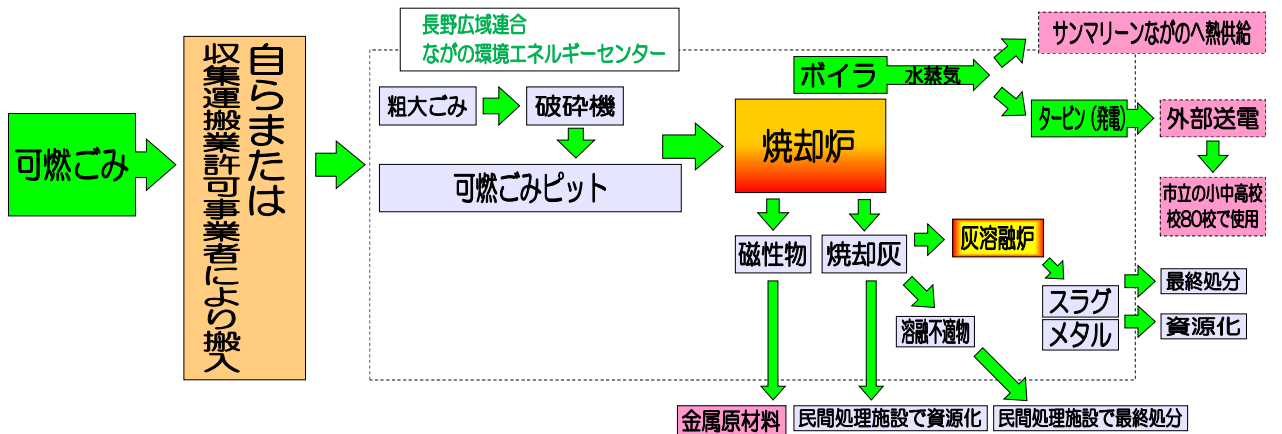 可燃ごみ
自らまたは
収集運搬業許可事業者により搬入
長野広域連合
ながの環境エネルギーセンター
粗大ごみ
破砕機
可燃ごみピット
焼却炉
ボイラ
水蒸気
サンマリーンながのへ熱供給
タービン(発電)
外部送電
市立の小中高校
校80校で使用
磁性物
焼却灰
灰溶融炉
溶融不適物
スラグ
メタル
最終処分
資源化
金属原材料
民間処理施設で資源化
民間処理施設で最終処分